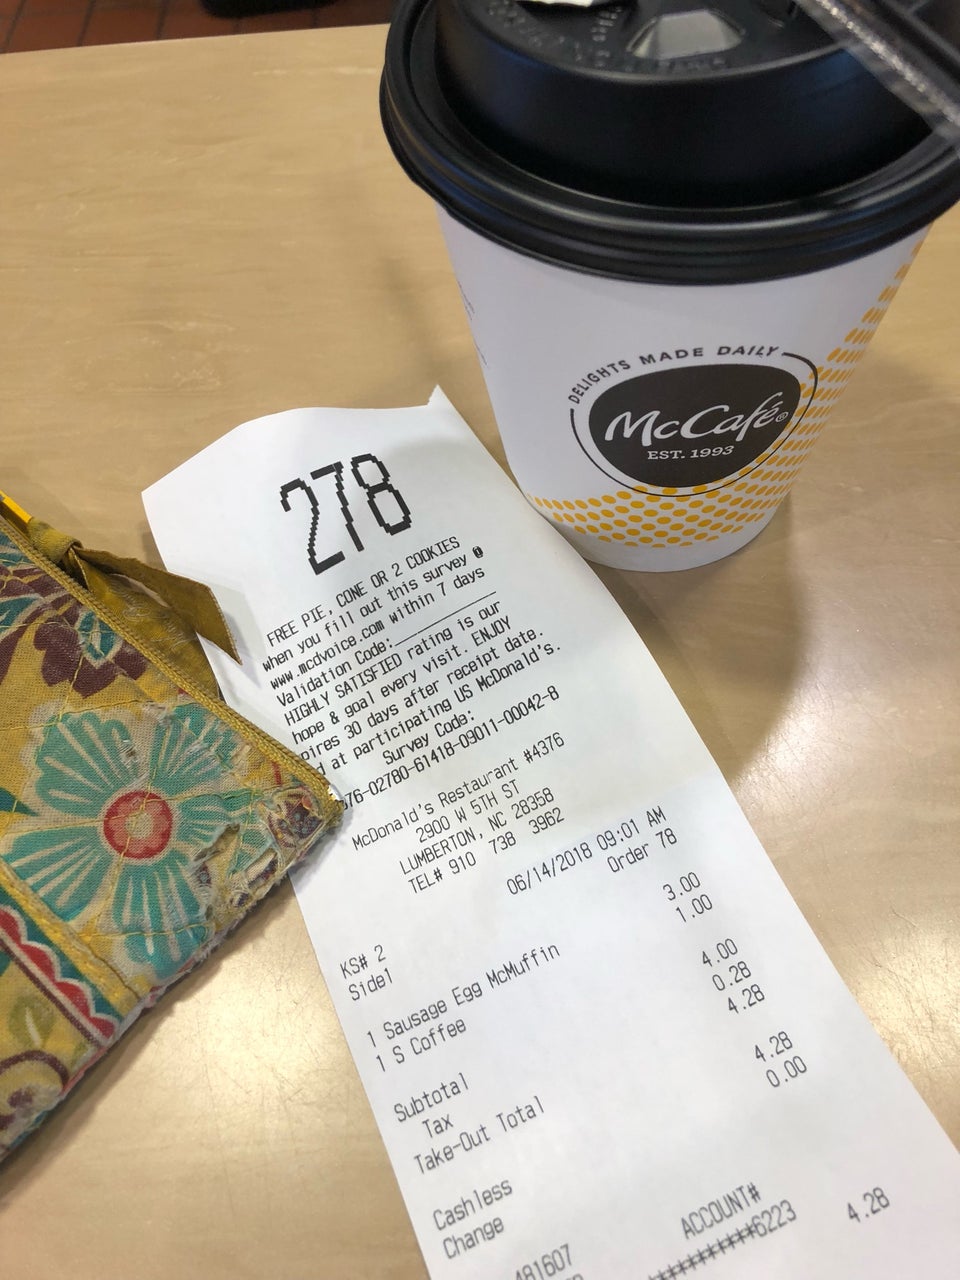 DELIGHTS MADE DAILY
McCafé®
EST. 1993
278
FREE PIE, CONE OR 2 COOKIES
when you fill out this survey @
www.mcdvoice.com within 7 days
Validation Code:____________
HIGHLY SATISFIED rating is our
hope & goal every visit. ENJOY
pires 30 days after receipt date.
at participating US McDonald's.
Survey Code:
376-02780-61418-09011-00042-8
McDonald's Restaurant #4376
2900 W 5TH ST
LUMBERTON, NC 28358
TEL# 910 738 3962
06/14/2018 09:01 AM
KS# 2 Order 78
Side1
1 Sausage Egg McMuffin 3.00
1 S Coffee 1.00
Subtotal 4.00
Tax 0.28
Take-Out Total 4.28
Cashless 4.28
Change 0.00
ACCOUNT#
481607 ***********6223 4.28